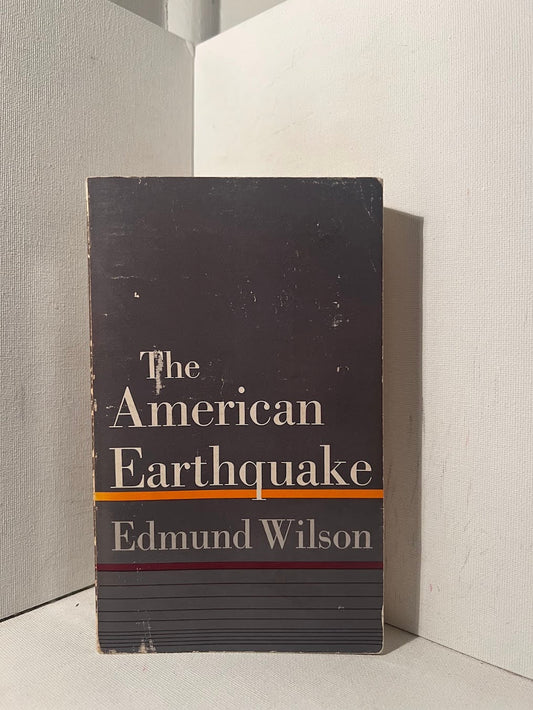 The
American
Earthquake
Edmund Wilson